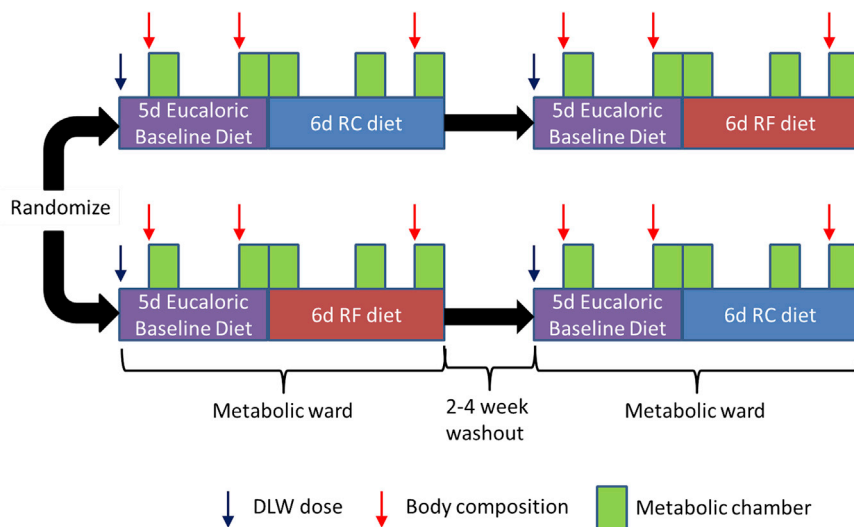 5d Eucaloric
Baseline Diet
6d RC diet
5d Eucaloric
Baseline Diet
6d RF diet
Randomize
5d Eucaloric
Baseline Diet
6d RF diet
5d Eucaloric
Baseline Diet
6d RC diet
Metabolic ward
2-4 week
washout
Metabolic ward
DLW dose
Body composition
Metabolic chamber